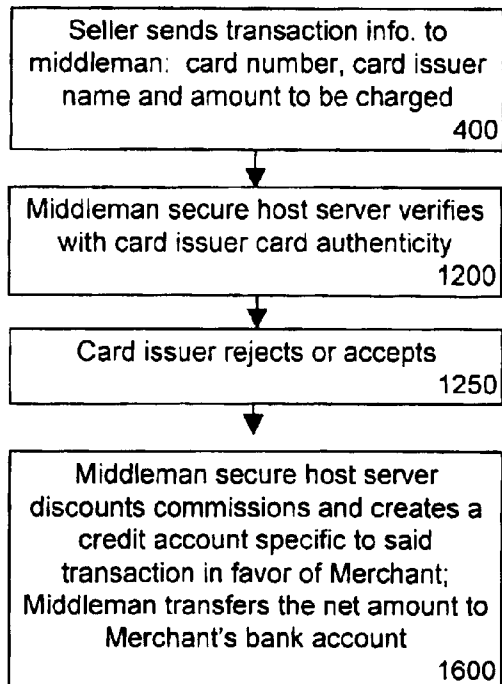 Seller sends transaction info. to
middleman: card number, card issuer
name and amount to be charged
400
Middleman secure host server verifies
with card issuer card authenticity
1200
Card issuer rejects or accepts
1250
Middleman secure host server
discounts commissions and creates a
credit account specific to said
transaction in favor of Merchant;
Middleman transfers the net amount to
Merchant's bank account
1600